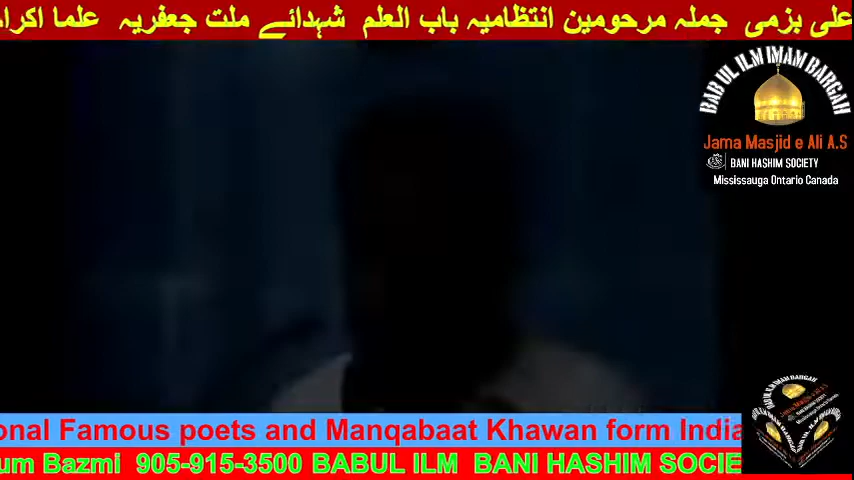 علی بزمی جملہ مرحومین انتظامیہ باب العلم شہدائے ملت جعفریہ علما اکرا
BAB UL ILM IMAM BARGAH
Jama Masjid e Ali A.S
BANI HASHIM SOCIETY
Mississauga Ontario Canada
onal Famous poets and Manqabaat Khawan form India
um Bazmi 905-915-3500 BABUL ILM BANI HASHIM SOCIE